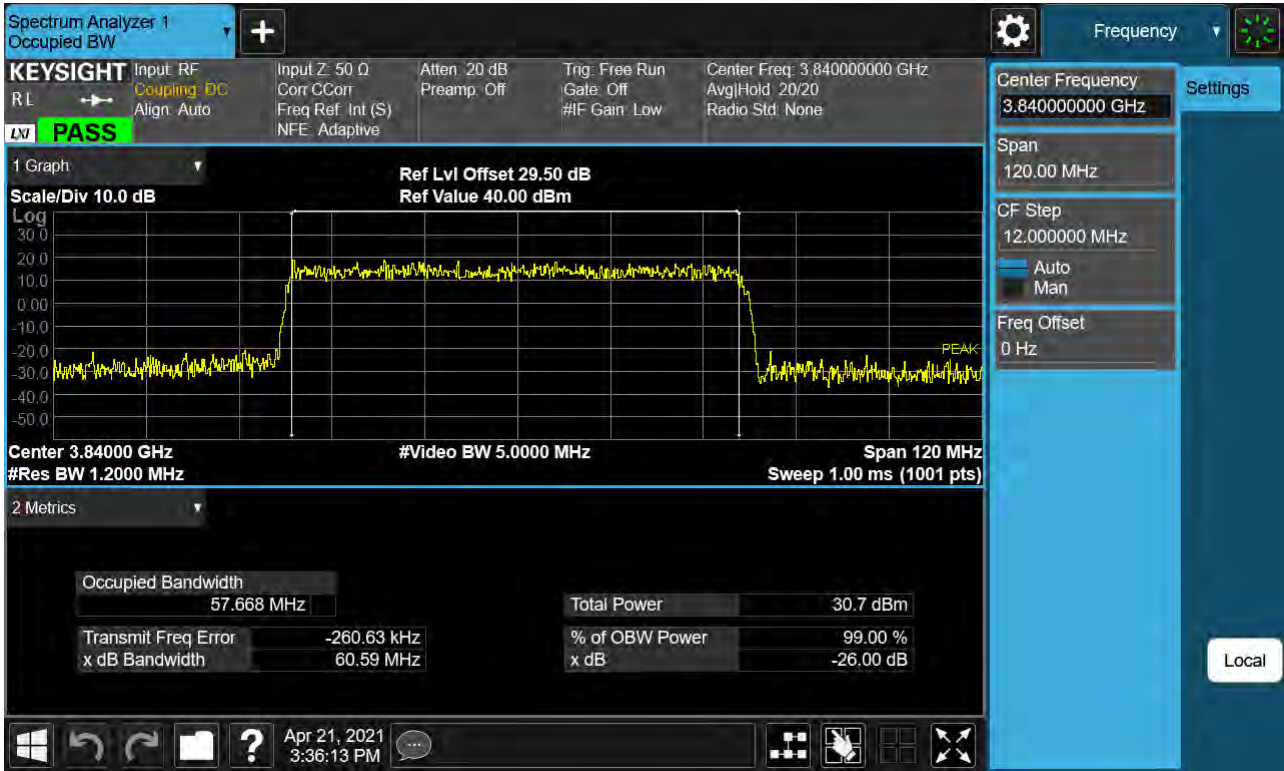 Spectrum Analyzer 1
Occupied BW
+
Frequency
KEYSIGHT
R L
LXI
PASS
Input: RF
Coupling: DC
Align: Auto
Input Z: 50 Ω
Corr CCorr
Freq Ref: Int (S)
NFE: Adaptive
Atten: 20 dB
Preamp: Off
Trig: Free Run
Gate: Off
#IF Gain: Low
Center Freq: 3.840000000 GHz
Avg|Hold: 20/20
Radio Std: None
Center Frequency
3.840000000 GHz
Settings
Span
120.00 MHz
CF Step
12.000000 MHz
Auto
Man
Freq Offset
0 Hz
Local
1 Graph
Scale/Div 10.0 dB
Ref Lvl Offset 29.50 dB
Ref Value 40.00 dBm
Log
30.0
20.0
10.0
0.00
-10.0
-20.0
-30.0
-40.0
-50.0
PEAK
Center 3.84000 GHz
#Video BW 5.0000 MHz
Span 120 MHz
#Res BW 1.2000 MHz
Sweep 1.00 ms (1001 pts)
2 Metrics
Occupied Bandwidth
57.668 MHz
Total Power 30.7 dBm
Transmit Freq Error -260.63 kHz
% of OBW Power 99.00 %
x dB Bandwidth 60.59 MHz
x dB -26.00 dB
?
Apr 21, 2021
3:36:13 PM